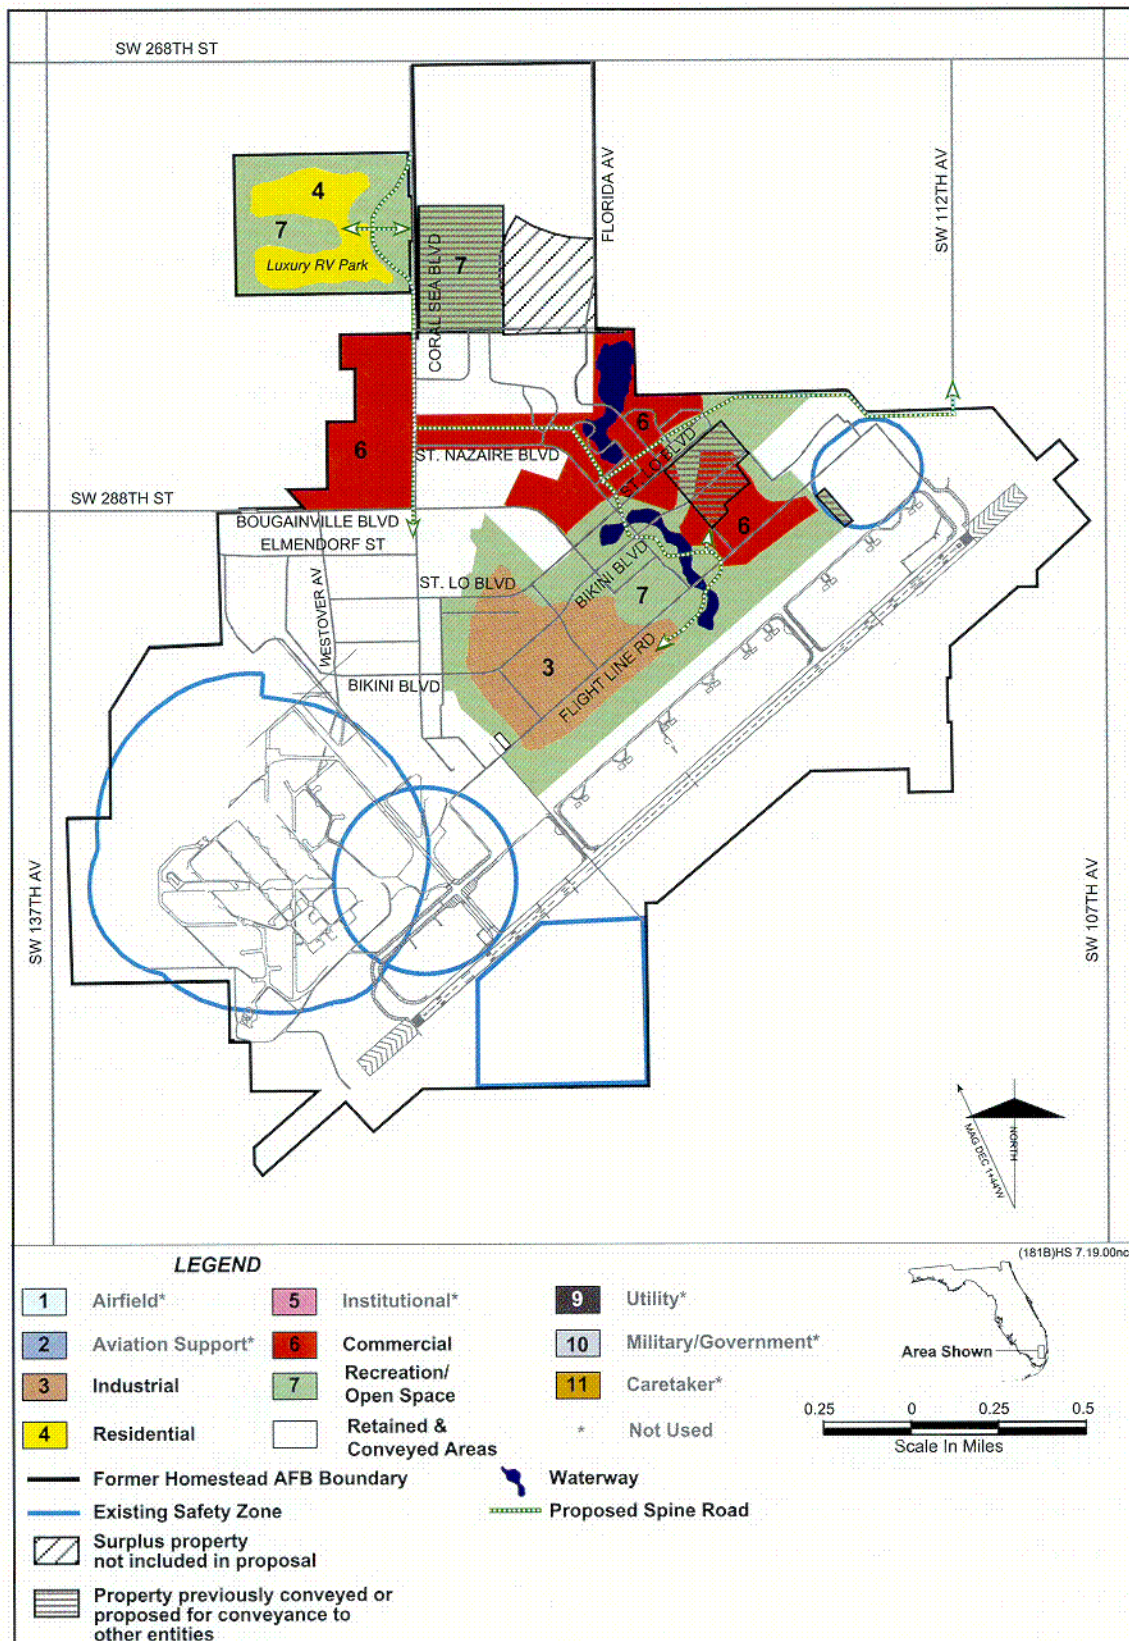 SW 268TH ST
FLORIDA AV
SW 112TH AV
4
7
Luxury RV Park
7
CORAL SEA BLVD
6
6
ST. NAZAIRE BLVD
ST. LO BLVD
SW 288TH ST
BOUGAINVILLE BLVD
ELMENDORF ST
6
ST. LO BLVD
BIKINI BLVD
7
WESTOVER AV
3
FLIGHT LINE RD
BIKINI BLVD
SW 137TH AV
SW 107TH AV
MAG DEC 1+44'W
NORTH
(181B)HS 7.19.00nc
LEGEND
1 Airfield*
5 Institutional*
9 Utility*
2 Aviation Support*
6 Commercial
10 Military/Government*
3 Industrial
7 Recreation/
Open Space
11 Caretaker*
4 Residential
Retained &
Conveyed Areas
* Not Used
Area Shown
0.25 0 0.25 0.5
Scale In Miles
Former Homestead AFB Boundary
Waterway
Existing Safety Zone
Proposed Spine Road
Surplus property
not included in proposal
Property previously conveyed or
proposed for conveyance to
other entities